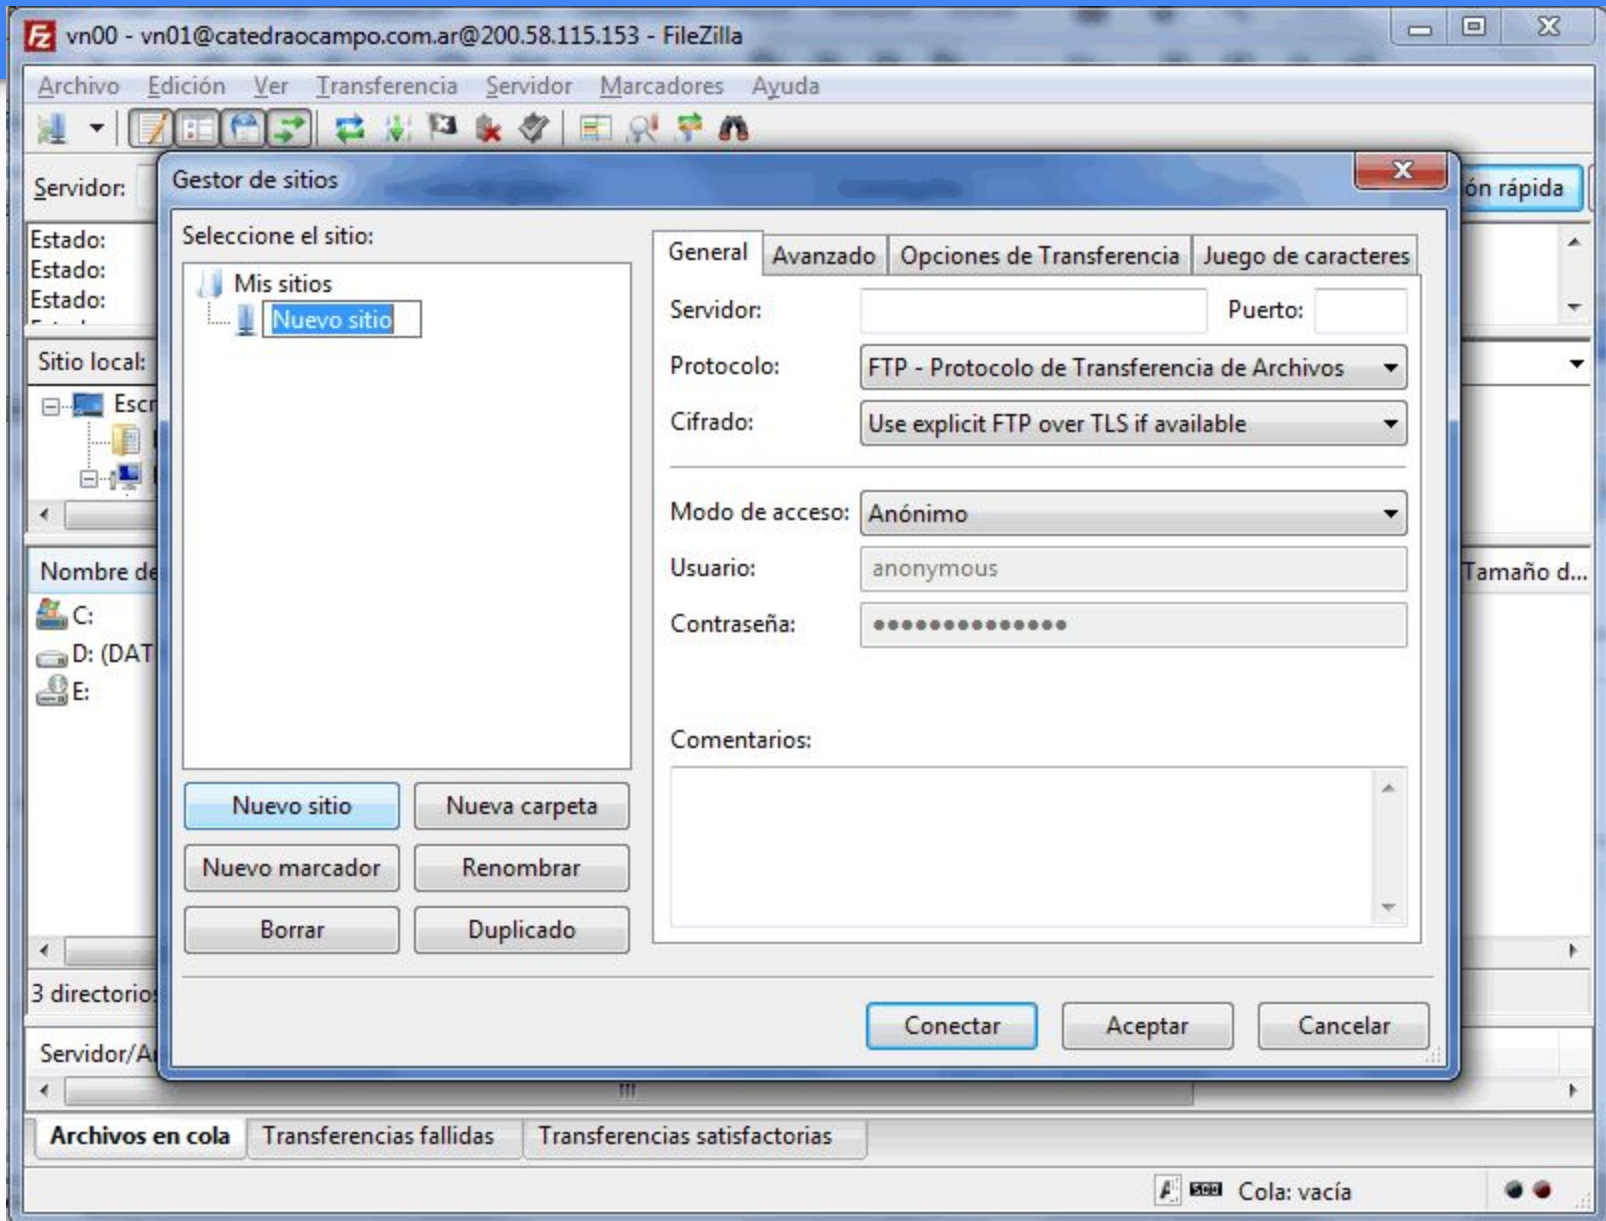 vn00 - vn01@catedraocampo.com.ar@200.58.115.153 - FileZilla
Archivo Edición Ver Transferencia Servidor Marcadores Ayuda
Servidor:
ón rápida
Estado:
Estado:
Estado:
Sitio local:
Escr
Nombre de
Tamaño d...
C:
D: (DAT
E:
3 directorios
Servidor/Ar
Gestor de sitios
Seleccione el sitio:
Mis sitios
Nuevo sitio
Nuevo sitio Nueva carpeta
Nuevo marcador Renombrar
Borrar Duplicado
General Avanzado Opciones de Transferencia Juego de caracteres
Servidor: Puerto:
Protocolo: FTP - Protocolo de Transferencia de Archivos
Cifrado: Use explicit FTP over TLS if available
Modo de acceso: Anónimo
Usuario: anonymous
Contraseña: ●●●●●●●●●●●●●●
Comentarios:
Conectar Aceptar Cancelar
Archivos en cola Transferencias fallidas Transferencias satisfactorias
Cola: vacía